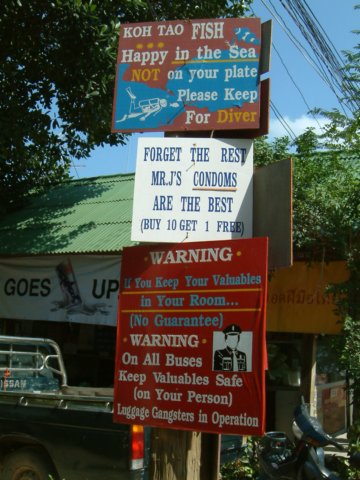 KOH TAO FISH
Happy in the Sea
NOT on your plate
Please Keep
For Diver
FORGET THE REST
MR.J'S CONDOMS
ARE THE BEST
(BUY 10 GET 1 FREE)
GOES UP
• WARNING •
If You Keep Your Valuables
in Your Room...
(No Guarantee)
• WARNING •
On All Buses
Keep Valuables Safe
(on Your Person)
Luggage Gangsters in Operation